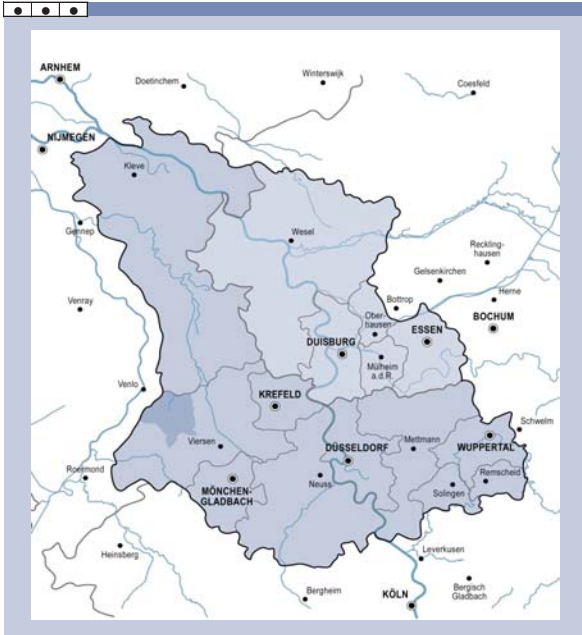 ARNHEM
Doetinchem
Winterswijk
Coesfeld
NIJMEGEN
Kleve
Gennep
Wesel
Reckling-
hausen
Gelsenkirchen
Venray
Bottrop
Herne
Ober-
hausen
ESSEN
BOCHUM
DUISBURG
Mülheim
a.d.R.
Venlo
KREFELD
Schwelm
Viersen
DÜSSELDORF
Mettmann
WUPPERTAL
Roermond
MÖNCHEN-
GLADBACH
Neuss
Solingen
Remscheid
Heinsberg
Leverkusen
Bergheim
KÖLN
Bergisch
Gladbach